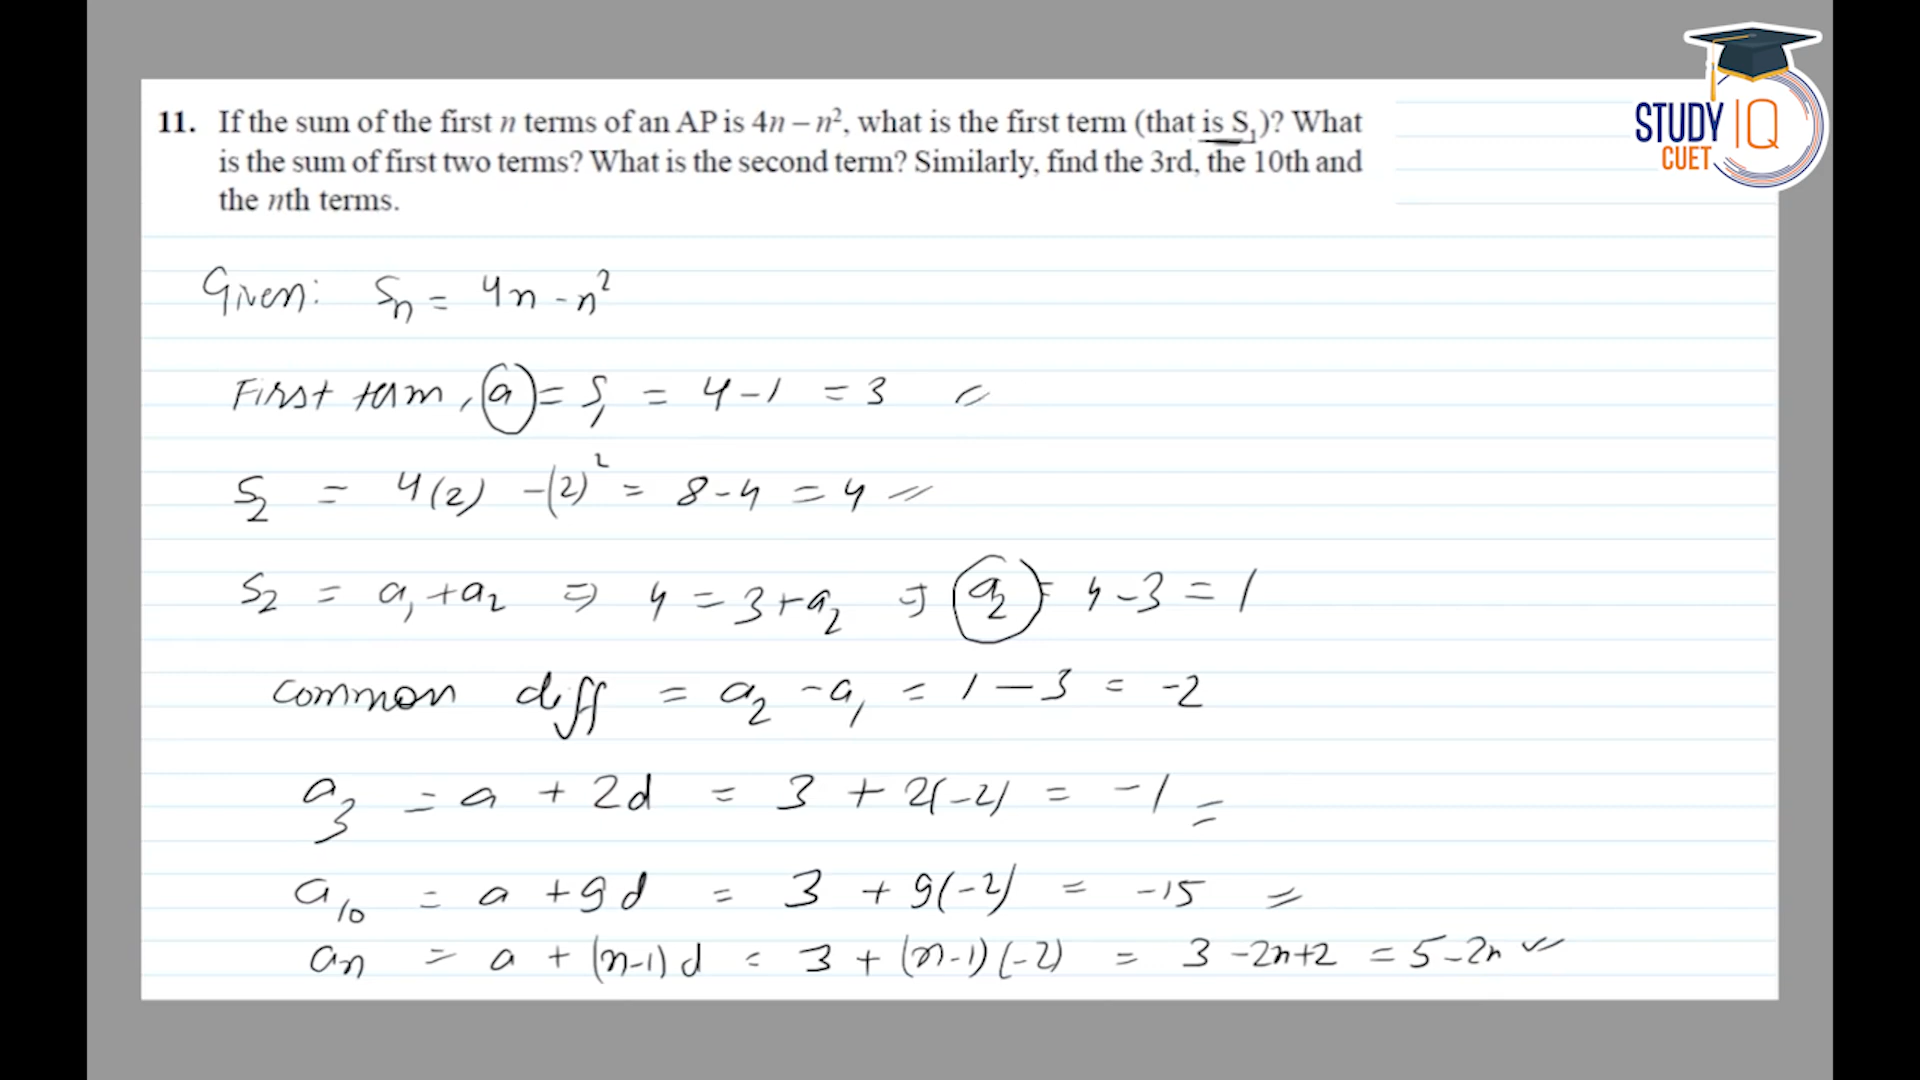 STUDY IQ
CUET
11. If the sum of the first n terms of an AP is 4n – n², what is the first term (that is S₁)? What
is the sum of first two terms? What is the second term? Similarly, find the 3rd, the 10th and
the nth terms.
Given: Sn = 4n - n²
First term, a = S₁ = 4 - 1 = 3
S₂ = 4(2) - (2)² = 8 - 4 = 4
S₂ = a₁ + a₂ ⇒ 4 = 3 + a₂ ⇒ a₂ = 4 - 3 = 1
common diff = a₂ - a₁ = 1 - 3 = -2
a₃ = a + 2d = 3 + 2(-2) = -1
a₁₀ = a + 9d = 3 + 9(-2) = -15
an = a + (n-1)d = 3 + (n-1)(-2) = 3 - 2n + 2 = 5 - 2n